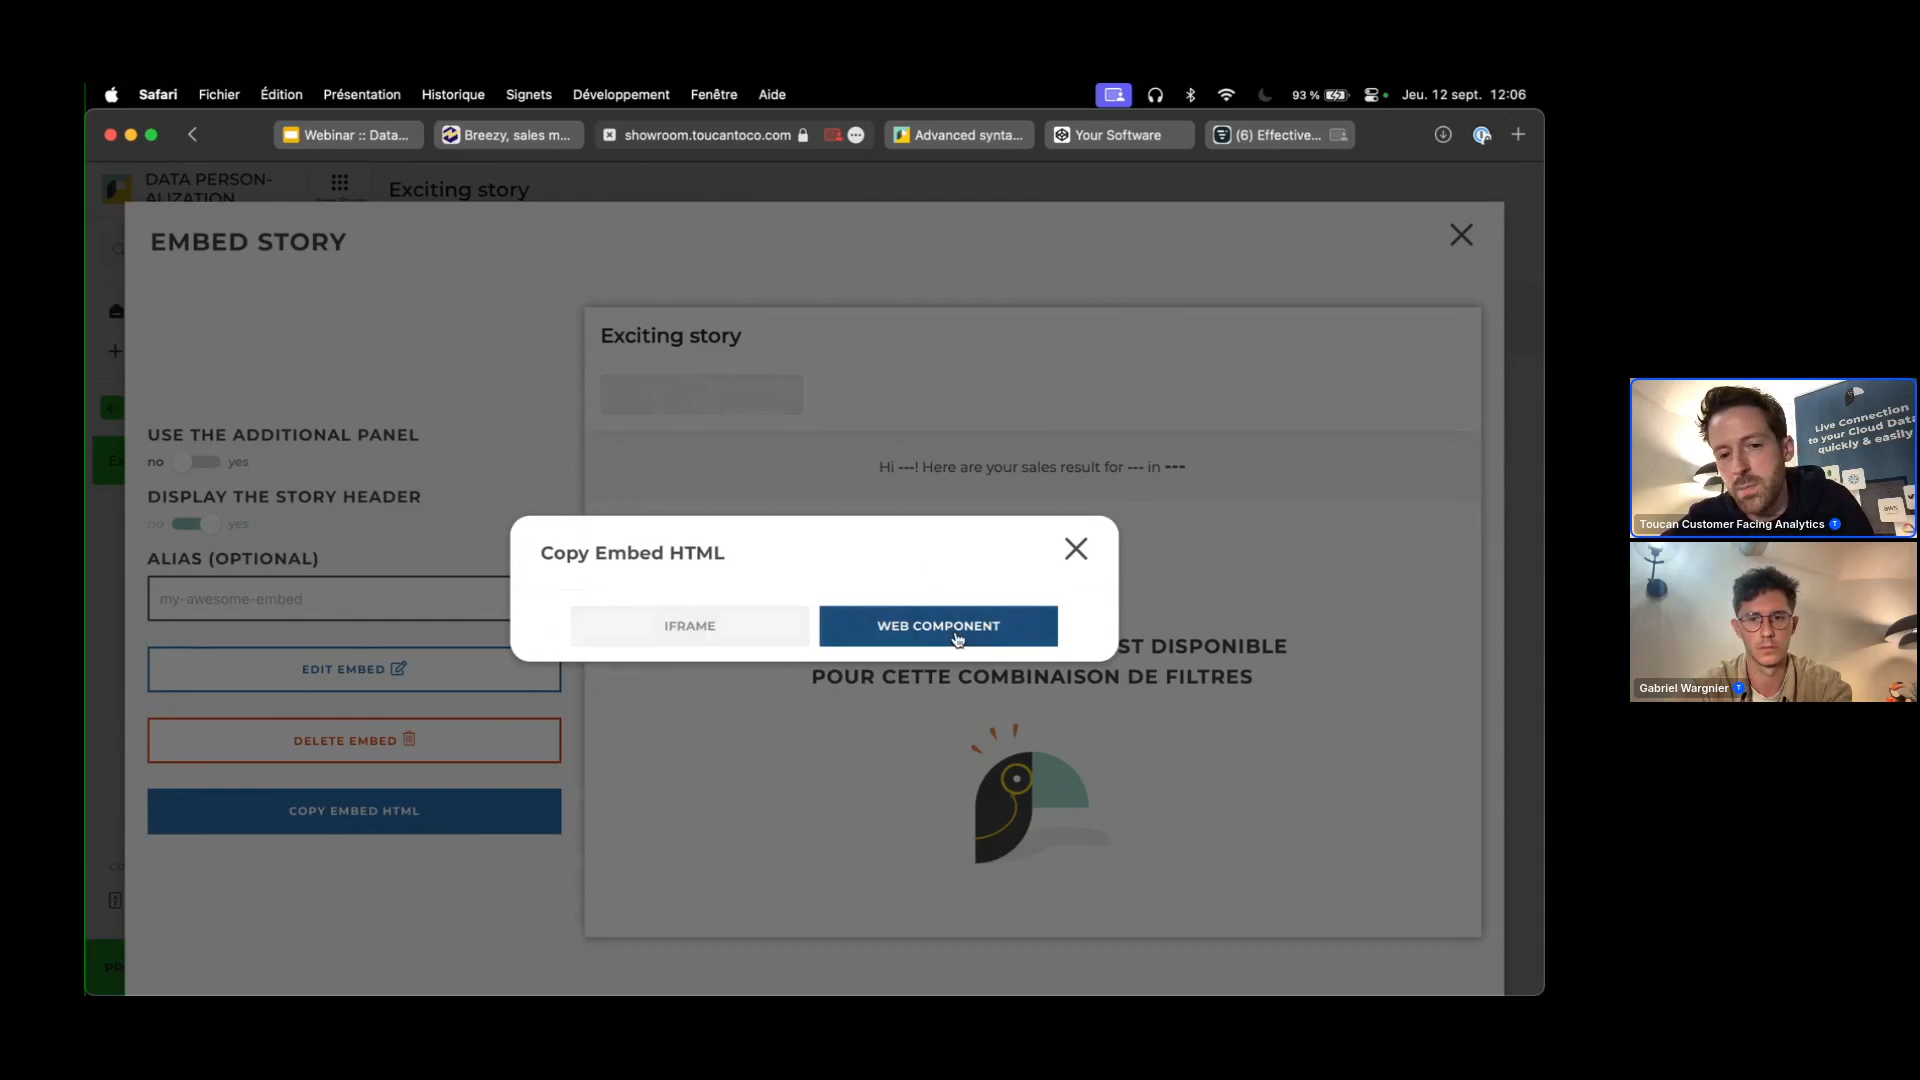 Safari Fichier Édition Présentation Historique Signets Développement Fenêtre Aide 93 % Jeu. 12 sept. 12:06
Webinar :: Data... Breezy, sales m... showroom.toucantoco.com Advanced synta... Your Software (6) Effective...
DATA PERSON-
ALIZATION
Exciting story
EMBED STORY
Exciting story
USE THE ADDITIONAL PANEL
no yes
DISPLAY THE STORY HEADER
no yes
ALIAS (OPTIONAL)
my-awesome-embed
EDIT EMBED
DELETE EMBED
COPY EMBED HTML
Hi ---! Here are your sales result for --- in ---
Copy Embed HTML
IFRAME
WEB COMPONENT
ST DISPONIBLE
POUR CETTE COMBINAISON DE FILTRES
Live Connection
to your Cloud Data
quickly & easily
aws
Toucan Customer Facing Analytics
Gabriel Wargnier